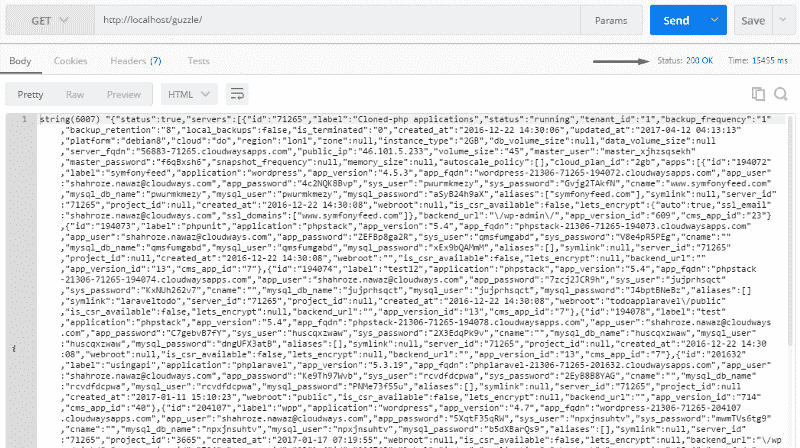 GET http://localhost/guzzle/ Params Send Save
Body Cookies Headers (7) Tests Status: 200 OK Time: 15455 ms
Pretty Raw Preview HTML
1 string(6007) "{"status":true,"servers":[{"id":"71265","label":"Cloned-php applications","status":"running","tenant_id":"1","backup_frequency":"1"
,"backup_retention":"8","local_backups":false,"is_terminated":"0","created_at":"2016-12-22 14:30:06","updated_at":"2017-04-12 04:13:13"
,"platform":"debian8","cloud":"do","region":"lon1","zone":null,"instance_type":"2GB","db_volume_size":null,"data_volume_size":null
,"server_fqdn":"56883-71265.cloudwaysapps.com","public_ip":"46.101.5.233","volume_size":"45","master_user":"master_xjhzsqsekh"
,"master_password":"f6qBxsh6","snapshot_frequency":null,"memory_size":null,"autoscale_policy":[],"cloud_plan_id":"2gb","apps":[{"id":"194072"
,"label":"symfonyfeed","application":"wordpress","app_version":"4.5.3","app_fqdn":"wordpress-21306-71265-194072.cloudwaysapps.com","app_user"
:"shahroze.nawaz@cloudways.com","app_password":"4c2NQK8Bvp","sys_user":"pwurmkmezy","sys_password":"Gvjg2TAkfN","cname":"www.symfonyfeed.com"
,"mysql_db_name":"pwurmkmezy","mysql_user":"pwurmkmezy","mysql_password":"aSyB24h9aX","aliases":["symfonyfeed.com"],"symlink":null,"server_id"
:"71265","project_id":null,"created_at":"2016-12-22 14:30:08","webroot":null,"is_csr_available":false,"lets_encrypt":{"auto":true,"ssl_email"
:"shahroze.nawaz@cloudways.com","ssl_domains":["www.symfonyfeed.com"]},"backend_url":"\/wp-admin\/","app_version_id":"609","cms_app_id":"23"}
,{"id":"194073","label":"phpunit","application":"phpstack","app_version":"5.4","app_fqdn":"phpstack-21306-71265-194073.cloudwaysapps.com"
,"app_user":"shahroze.nawaz@cloudways.com","app_password":"ZEFBp8ga2R","sys_user":"qmsfumgabd","sys_password":"V8e4pR5PEg","cname":""
,"mysql_db_name":"qmsfumgabd","mysql_user":"qmsfumgabd","mysql_password":"xEx9bQAMmM","aliases":[],"symlink":null,"server_id":"71265"
,"project_id":null,"created_at":"2016-12-22 14:30:08","webroot":"","is_csr_available":false,"lets_encrypt":null,"backend_url":""
,"app_version_id":"13","cms_app_id":"7"},{"id":"194074","label":"test12","application":"phpstack","app_version":"5.4","app_fqdn":"phpstack
-21306-71265-194074.cloudwaysapps.com","app_user":"shahroze.nawaz@cloudways.com","app_password":"7zcj2JCR9h","sys_user":"jujprhsqct"
,"sys_password":"KxNUh262v7","cname":"","mysql_db_name":"jujprhsqct","mysql_user":"jujprhsqct","mysql_password":"J4bptBNeBz","aliases":[]
,"symlink":"laraveltodo","server_id":"71265","project_id":null,"created_at":"2016-12-22 14:30:08","webroot":"todoapplaravel\/public"
,"is_csr_available":false,"lets_encrypt":null,"backend_url":"","app_version_id":"13","cms_app_id":"7"},{"id":"194078","label":"test"
,"application":"phpstack","app_version":"5.4","app_fqdn":"phpstack-21306-71265-194078.cloudwaysapps.com","app_user":"shahroze.nawaz@cloudways
.com","app_password":"C7gebvB7fY","sys_user":"huscqxzwaw","sys_password":"2X3EdqPk9v","cname":"","mysql_db_name":"huscqxzwaw","mysql_user"
:"huscqxzwaw","mysql_password":"dngUFX3atB","aliases":[],"symlink":null,"server_id":"71265","project_id":null,"created_at":"2016-12-22 14:30
:08","webroot":null,"is_csr_available":false,"lets_encrypt":null,"backend_url":"","app_version_id":"13","cms_app_id":"7"},{"id":"201632"
,"label":"usingapi","application":"phplaravel","app_version":"5.3.19","app_fqdn":"phplaravel-21306-71265-201632.cloudwaysapps.com","app_user"
:"shahroze.nawaz@cloudways.com","app_password":"Ke9Th97Wvb","sys_user":"rcvdfdcpwa","sys_password":"2Ey8B8BYAG","cname":"","mysql_db_name"
:"rcvdfdcpwa","mysql_user":"rcvdfdcpwa","mysql_password":"PNMe73f55u","aliases":[],"symlink":null,"server_id":"71265","project_id":null
,"created_at":"2017-01-11 15:10:23","webroot":"public","is_csr_available":false,"lets_encrypt":null,"backend_url":"","app_version_id":"714"
,"cms_app_id":"40"},{"id":"204107","label":"wpp","application":"wordpress","app_version":"4.7","app_fqdn":"wordpress-21306-71265-204107
.cloudwaysapps.com","app_user":"shahroze.nawaz@cloudways.com","app_password":"5XqtF35qRW","sys_user":"npxjnsuhtv","sys_password":"mwmTVs6tg9"
,"cname":"","mysql_db_name":"npxjnsuhtv","mysql_user":"npxjnsuhtv","mysql_password":"b5dXBarQs9","aliases":[],"symlink":null,"server_id"
:"71265","project_id":"3665","created_at":"2017-01-17 07:19:55","webroot":null,"is_csr_available":false,"lets_encrypt":null,"backend_url":"\/wp